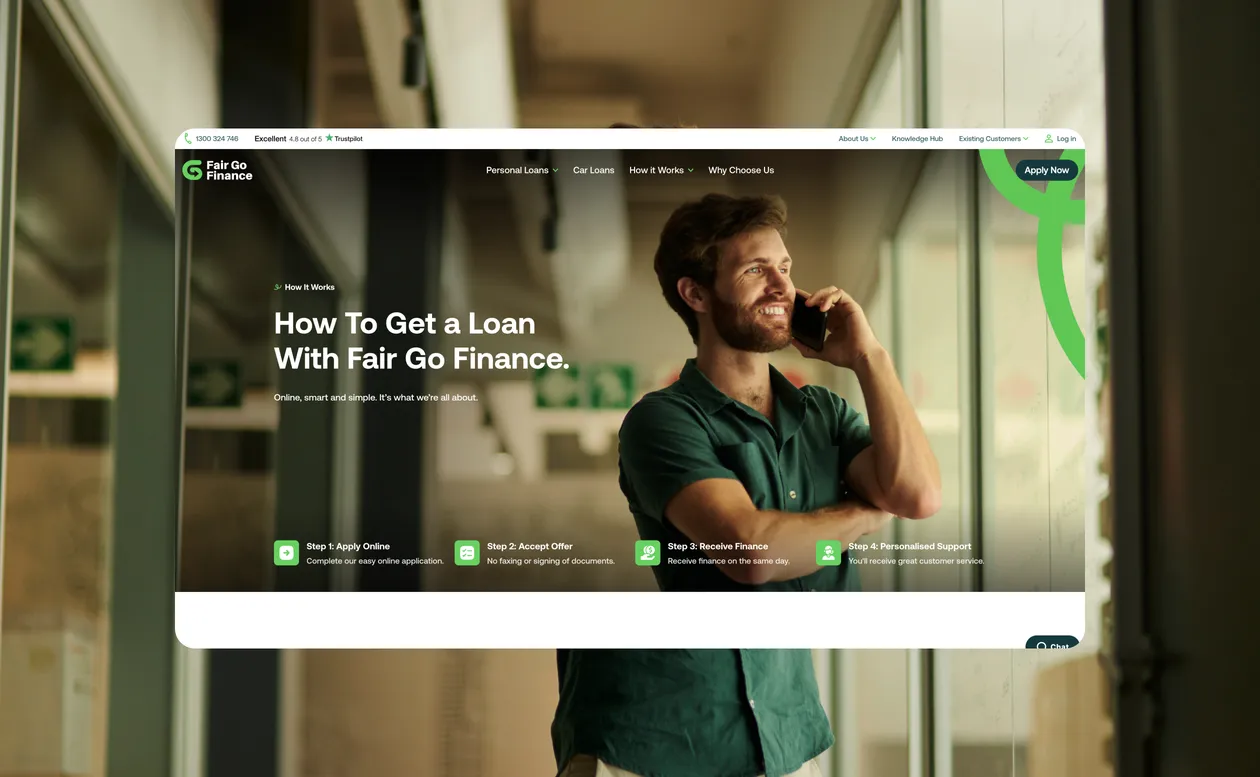 1300 324 746
Excellent 4.8 out of 5 Trustpilot
About Us
Knowledge Hub
Existing Customers
Log in
Fair Go
Finance
Personal Loans
Car Loans
How it Works
Why Choose Us
Apply Now
How It Works
How To Get a Loan
With Fair Go Finance.
Online, smart and simple. It's what we're all about.
Step 1: Apply Online
Complete our easy online application.
Step 2: Accept Offer
No faxing or signing of documents.
Step 3: Receive Finance
Receive finance on the same day.
Step 4: Personalised Support
You'll receive great customer service.
Chat